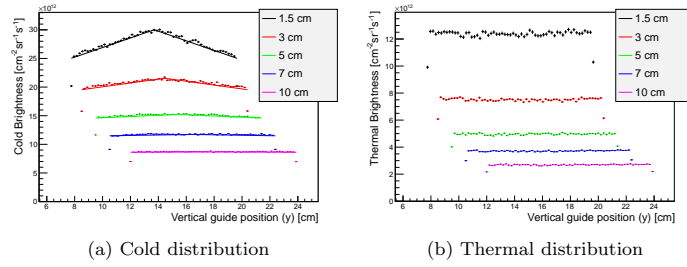 ×10¹²
1.5 cm
3 cm
5 cm
7 cm
10 cm
Cold Brightness [cm⁻²sr⁻¹s⁻¹]
30
25
20
15
10
5
0
6 8 10 12 14 16 18 20 22 24
Vertical guide position (y) [cm]
(a) Cold distribution
×10¹²
1.5 cm
3 cm
5 cm
7 cm
10 cm
Thermal Brightness [cm⁻²sr⁻¹s⁻¹]
14
12
10
8
6
4
2
0
6 8 10 12 14 16 18 20 22 24
Vertical guide position (y) [cm]
(b) Thermal distribution